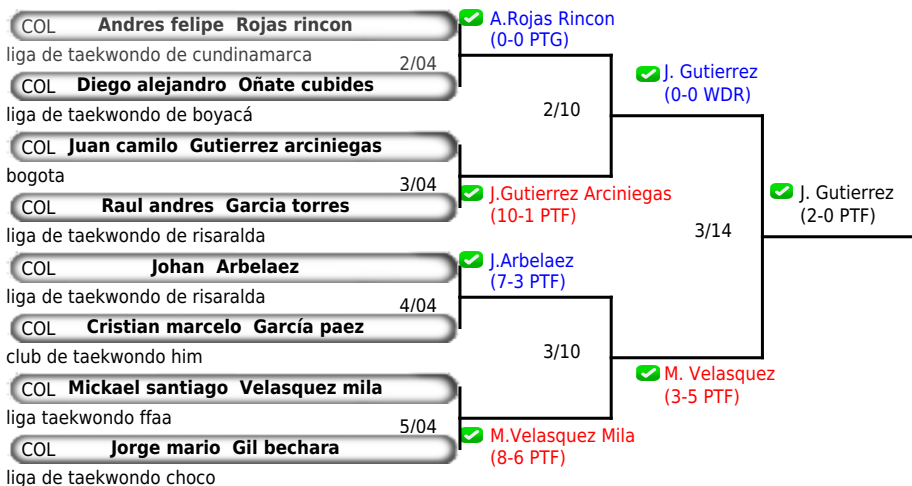 COL Andres felipe Rojas rincon
liga de taekwondo de cundinamarca
2/04
COL Diego alejandro Oñate cubides
liga de taekwondo de boyacá
COL Juan camilo Gutierrez arciniegas
bogota
3/04
COL Raul andres Garcia torres
liga de taekwondo de risaralda
COL Johan Arbelaez
liga de taekwondo de risaralda
4/04
COL Cristian marcelo García paez
club de taekwondo him
COL Mickael santiago Velasquez mila
liga taekwondo ffaa
5/04
COL Jorge mario Gil bechara
liga de taekwondo choco
A.Rojas Rincon
(0-0 PTG)
2/10
J.Gutierrez Arciniegas
(10-1 PTF)
J.Arbelaez
(7-3 PTF)
3/10
M.Velasquez Mila
(8-6 PTF)
J. Gutierrez
(0-0 WDR)
3/14
M. Velasquez
(3-5 PTF)
J. Gutierrez
(2-0 PTF)